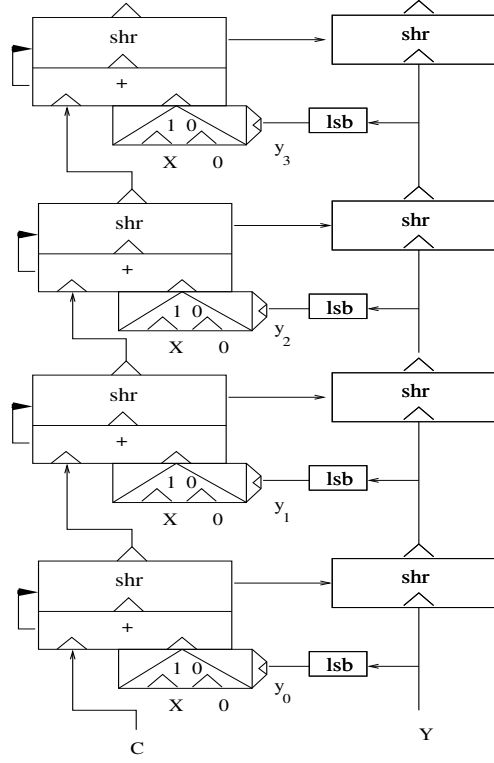 shr shr
+
1 0 lsb
X 0 y3
shr shr
+
1 0 lsb
X 0 y2
shr shr
+
1 0 lsb
X 0 y1
shr shr
+
1 0 lsb
X 0 y0
C Y